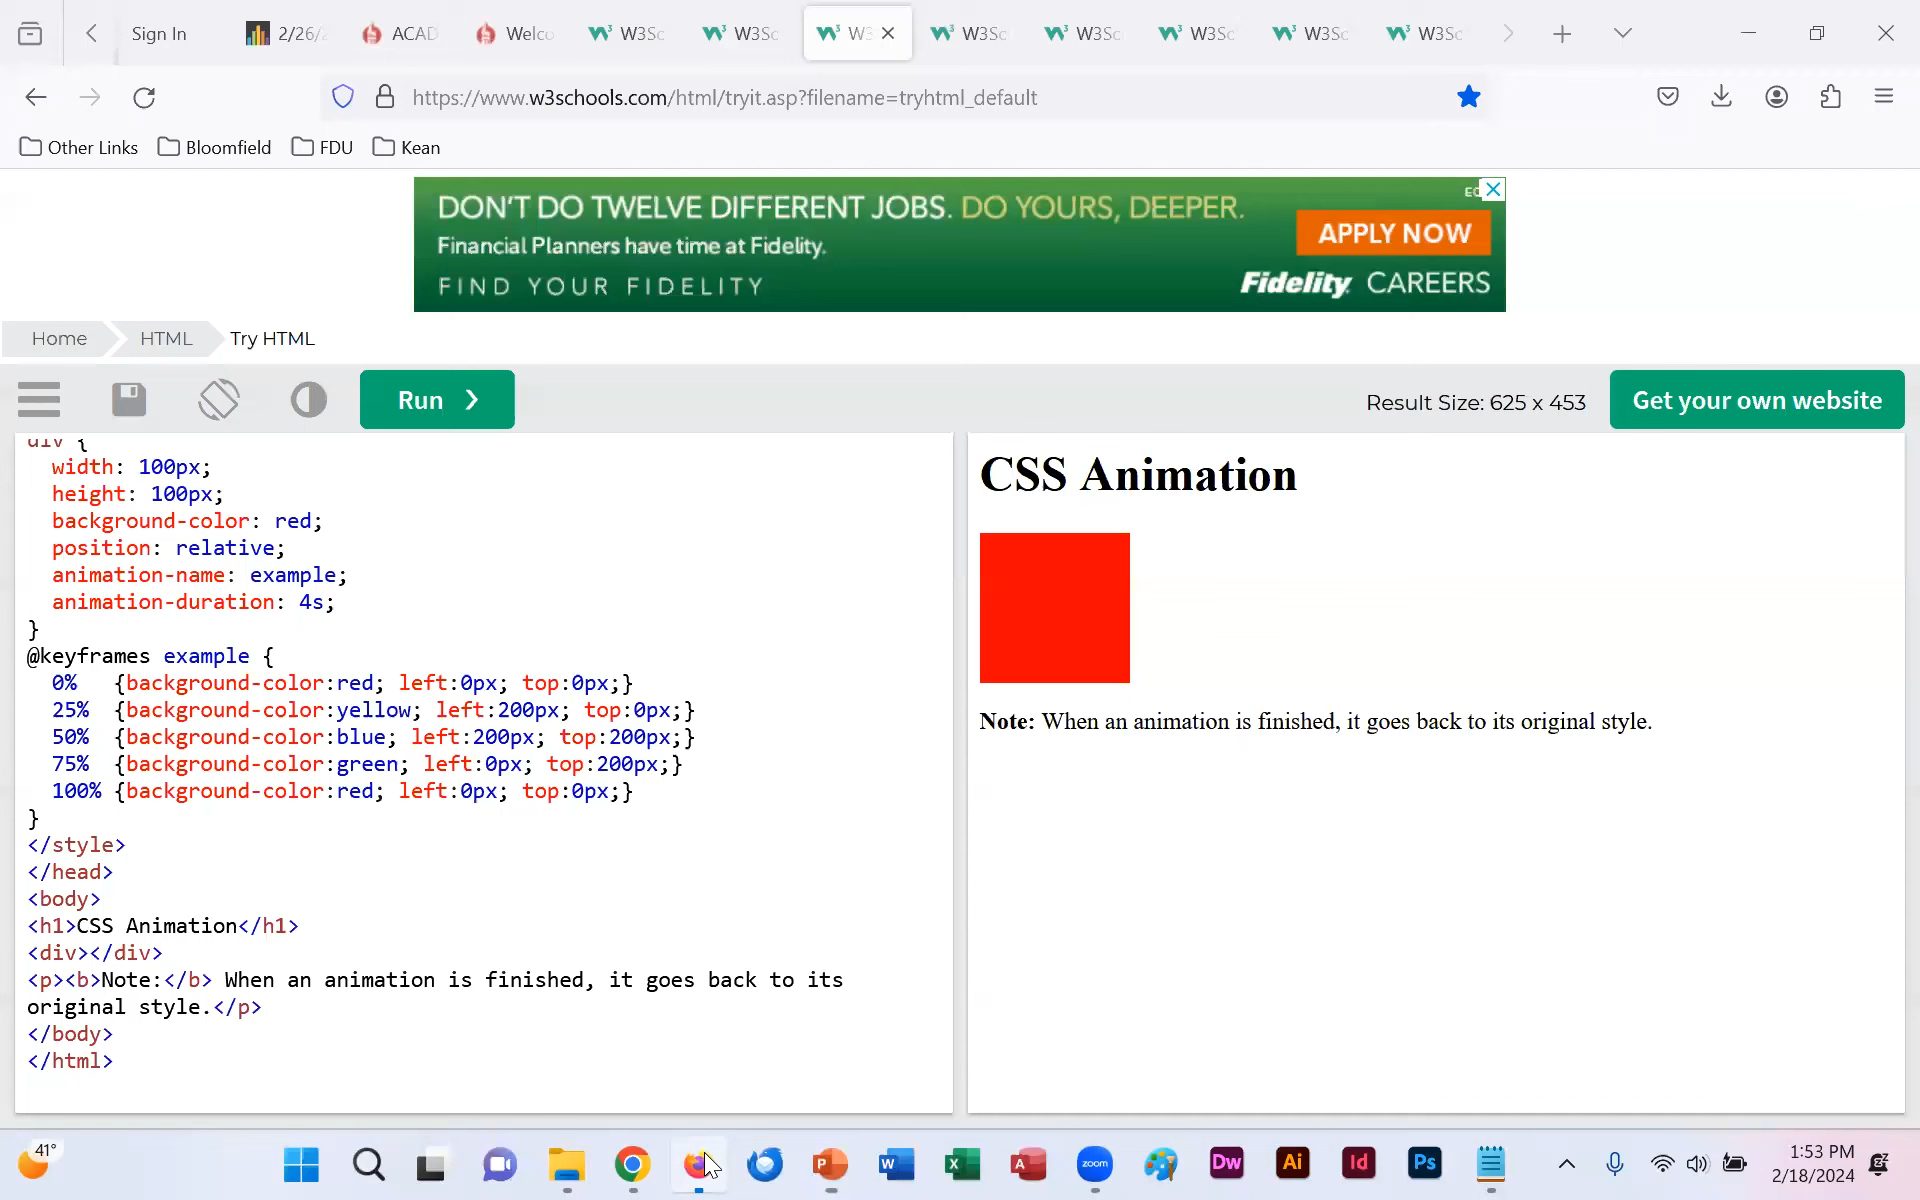 Sign In
2/26/2
ACAD
Welco
W3Sc
W3Sc
W3
W3Sc
W3Sc
W3Sc
W3Sc
W3Sc
https://www.w3schools.com/html/tryit.asp?filename=tryhtml_default
Other Links
Bloomfield
FDU
Kean
DON'T DO TWELVE DIFFERENT JOBS. DO YOURS, DEEPER.
Financial Planners have time at Fidelity.
FIND YOUR FIDELITY
APPLY NOW
Fidelity CAREERS
Home
HTML
Try HTML
Run
Result Size: 625 x 453
Get your own website
div {
width: 100px;
height: 100px;
background-color: red;
position: relative;
animation-name: example;
animation-duration: 4s;
}
@keyframes example {
0% {background-color:red; left:0px; top:0px;}
25% {background-color:yellow; left:200px; top:0px;}
50% {background-color:blue; left:200px; top:200px;}
75% {background-color:green; left:0px; top:200px;}
100% {background-color:red; left:0px; top:0px;}
}
</style>
</head>
<body>
<h1>CSS Animation</h1>
<div></div>
<p><b>Note:</b> When an animation is finished, it goes back to its
original style.</p>
</body>
</html>
CSS Animation
Note: When an animation is finished, it goes back to its original style.
41°
zoom
Dw
Ai
Id
Ps
1:53 PM
2/18/2024